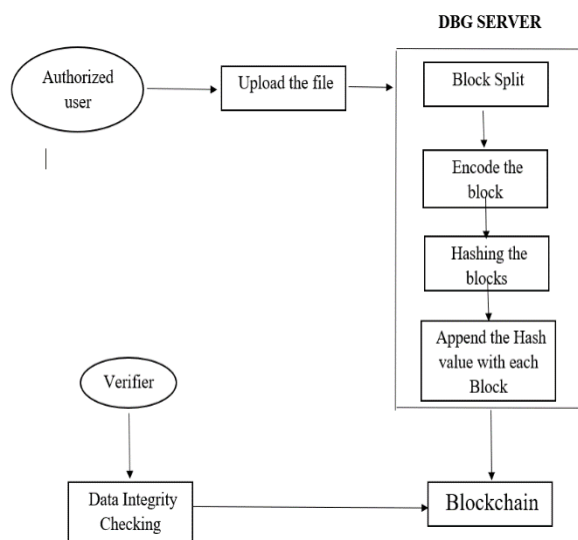 DBG SERVER
Authorized
user
Upload the file
Block Split
Encode the
block
Hashing the
blocks
Append the Hash
value with each
Block
Verifier
Data Integrity
Checking
Blockchain